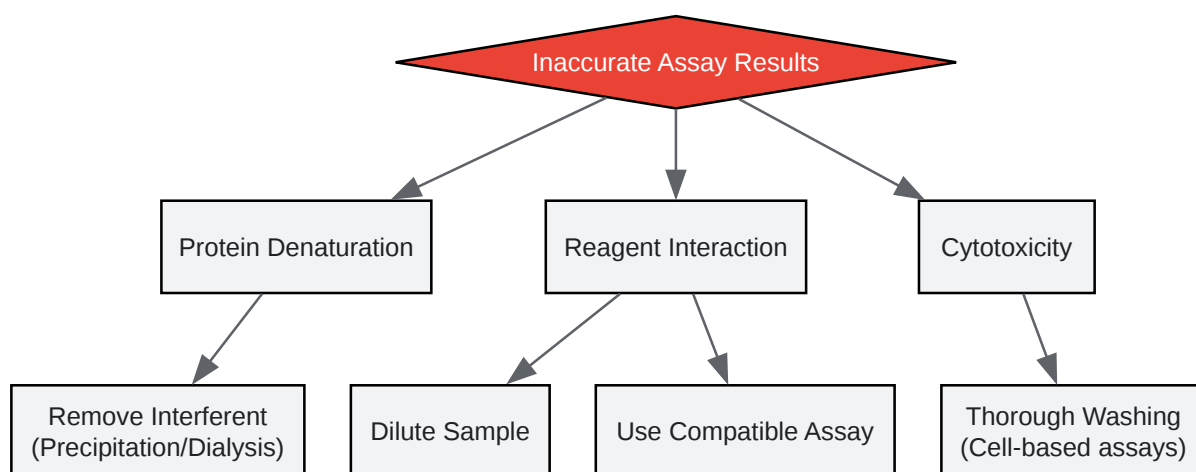 Inaccurate Assay Results
Protein Denaturation
Reagent Interaction
Cytotoxicity
Remove Interferent
(Precipitation/Dialysis)
Dilute Sample
Use Compatible Assay
Thorough Washing
(Cell-based assays)